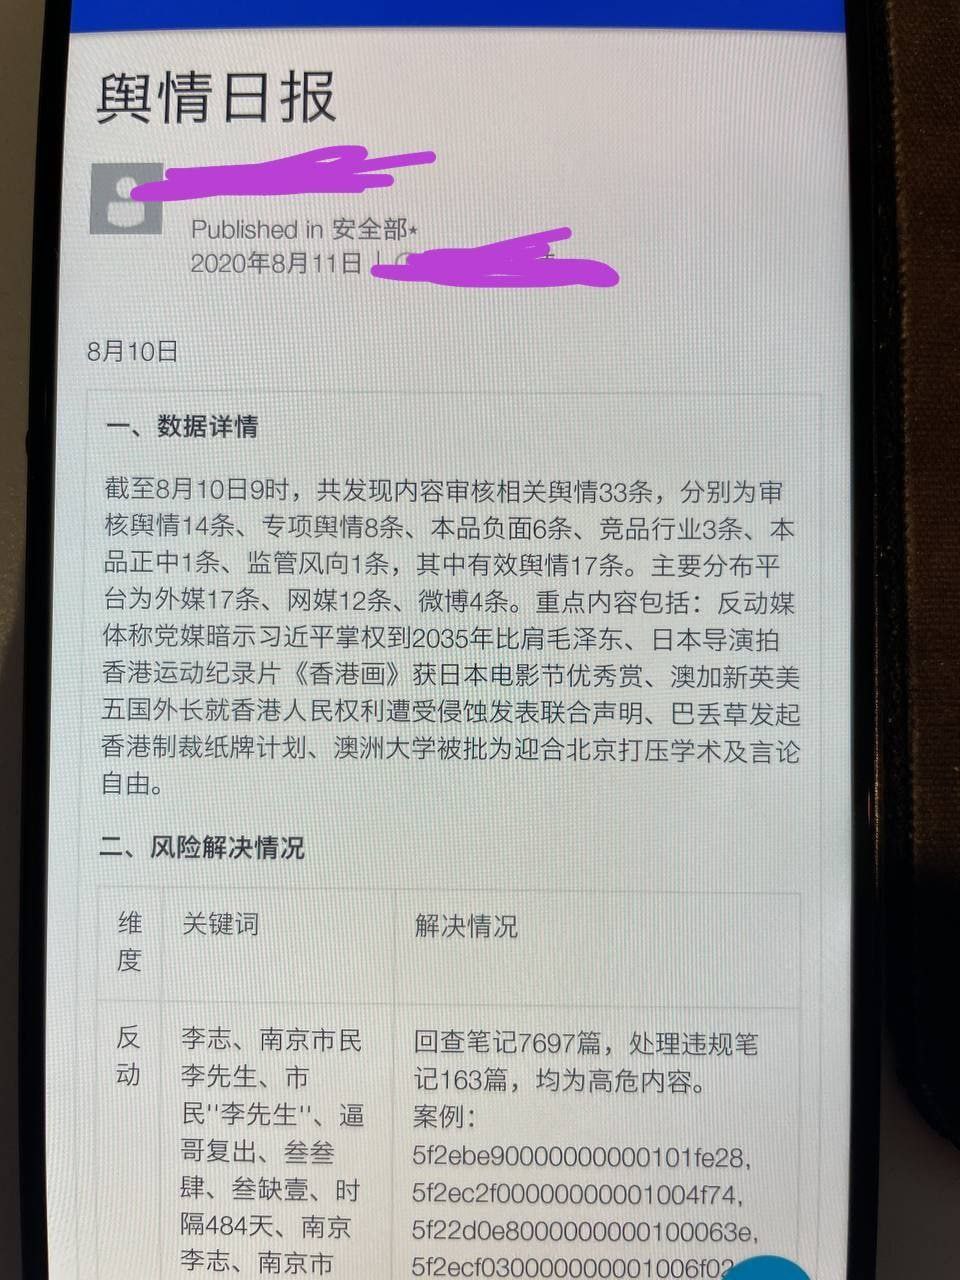 舆情日报
Published in 安全部
2020年8月11日 |
8月10日
一、数据详情
截至8月10日9时，共发现内容审核相关舆情33条，分别为审
核舆情14条、专项舆情8条、本品负面6条、竞品行业3条、本
品正中1条、监管风向1条，其中有效舆情17条。主要分布平
台为外媒17条、网媒12条、微博4条。重点内容包括：反动媒
体称党媒暗示习近平掌权到2035年比肩毛泽东、日本导演拍
香港运动纪录片《香港画》获日本电影节优秀赏、澳加新英美
五国外长就香港人民权利遭受侵蚀发表联合声明、巴丢草发起
香港制裁纸牌计划、澳洲大学被批为迎合北京打压学术及言论
自由。
二、风险解决情况
维度
关键词
解决情况
反动
李志、南京市民
李先生、市
民"李先生"、逼
哥复出、叁叁
肆、叁缺壹、时
隔484天、南京
李志、南京市
回查笔记7697篇，处理违规笔
记163篇，均为高危内容。
案例：
5f2ebe90000000000101fe28,
5f2ec2f00000000001004f74,
5f22d0e8000000000100063e,